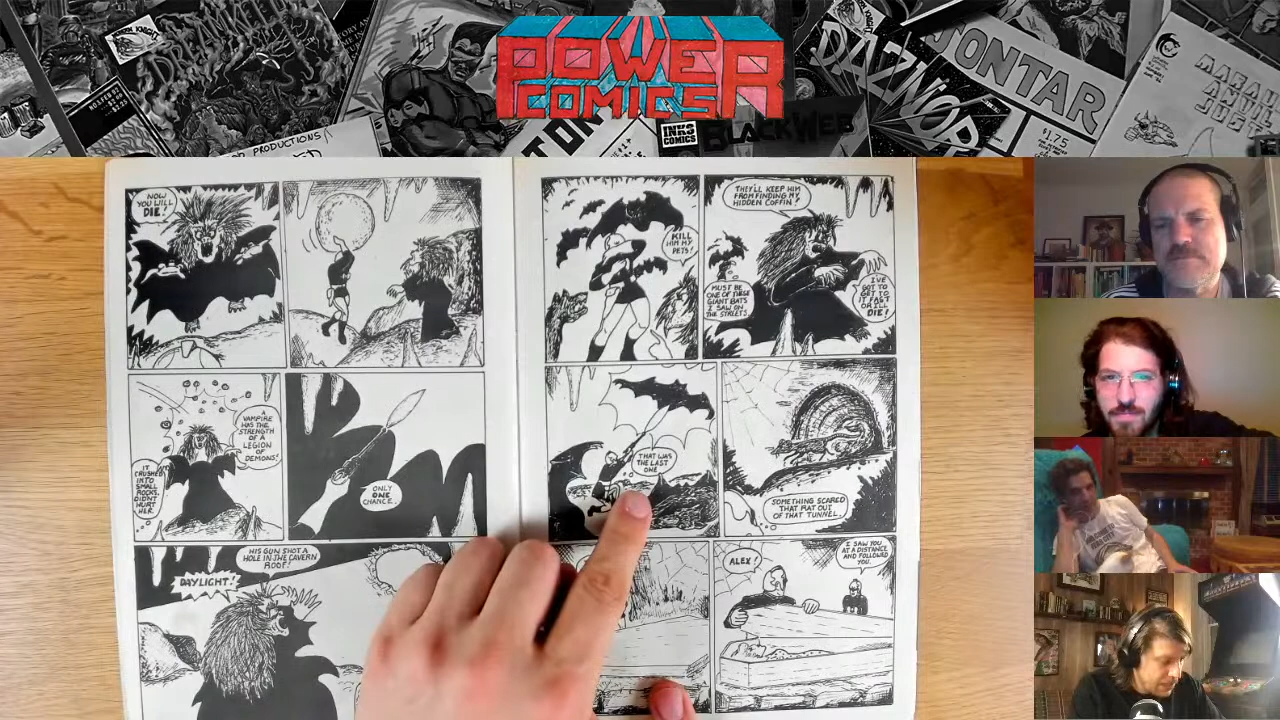 POWER
COMICS
PRODUCTIONS
INKS
COMICS
BLACKWEB
JONTAR
$1.75
NOW
YOU WILL
DIE!
A
VAMPIRE
HAS THE
STRENGTH
OF A
LEGION
OF
DEMONS!
IT
CRUSHED
INTO
SMALL
ROCKS,
DIDN'T
HURT
HER.
ONLY
ONE
CHANCE..
HIS GUN SHOT A
HOLE IN THE CAVERN
ROOF!
DAYLIGHT!
KILL
HIM MY
PETS!
THEY'LL KEEP HIM
FROM FINDING MY
HIDDEN COFFIN!
MUST BE
ONE OF THESE
GIANT BATS
I SAW ON
THE STREETS.
I'VE
GOT TO
GET TO
IT FAST
OR I'LL
DIE!
THAT WAS
THE LAST
ONE
SOMETHING SCARED
THAT RAT OUT
OF THAT TUNNEL..
ALEX!
I SAW YOU
AT A DISTANCE
AND FOLLOWED
YOU.